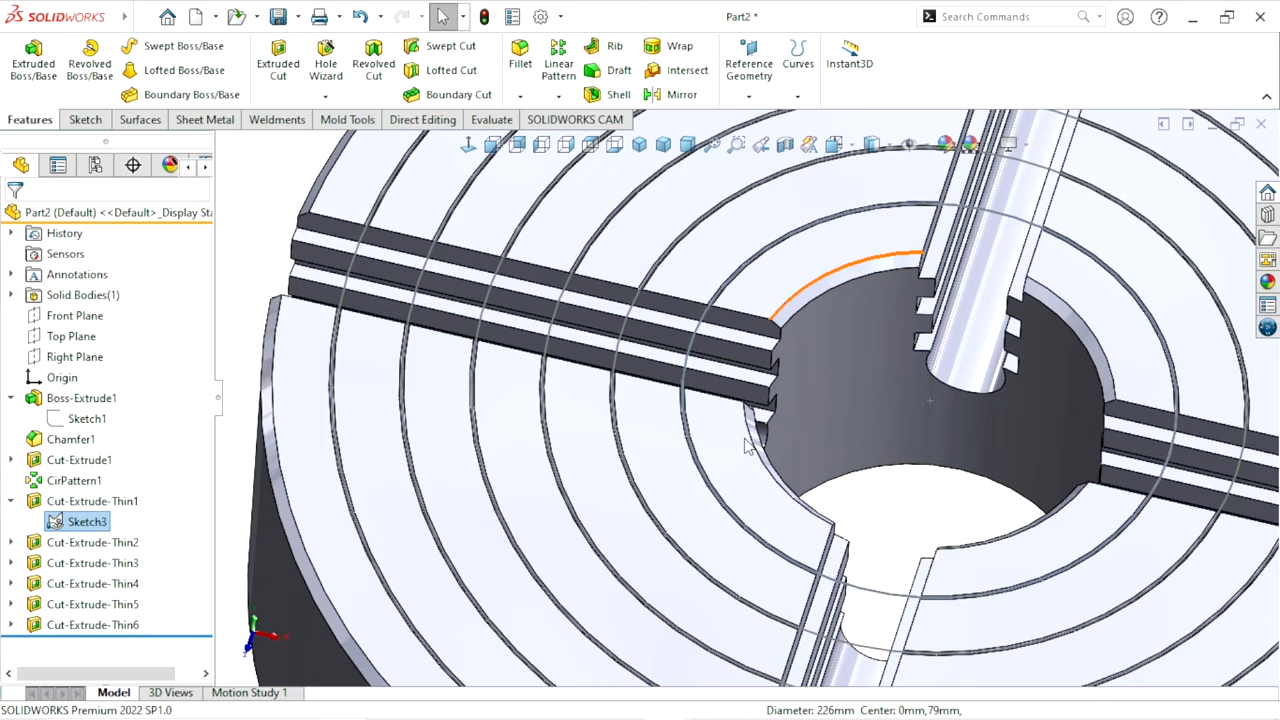 SOLIDWORKS
Part2 *
Search Commands
Extruded Boss/Base
Revolved Boss/Base
Swept Boss/Base
Lofted Boss/Base
Boundary Boss/Base
Extruded Cut
Hole Wizard
Revolved Cut
Swept Cut
Lofted Cut
Boundary Cut
Fillet
Linear Pattern
Rib
Draft
Shell
Wrap
Intersect
Mirror
Reference Geometry
Curves
Instant3D
Features
Sketch
Surfaces
Sheet Metal
Weldments
Mold Tools
Direct Editing
Evaluate
SOLIDWORKS CAM
Part2 (Default) <<Default>_Display Sta
History
Sensors
Annotations
Solid Bodies(1)
Front Plane
Top Plane
Right Plane
Origin
Boss-Extrude1
Sketch1
Chamfer1
Cut-Extrude1
CirPattern1
Cut-Extrude-Thin1
Sketch3
Cut-Extrude-Thin2
Cut-Extrude-Thin3
Cut-Extrude-Thin4
Cut-Extrude-Thin5
Cut-Extrude-Thin6
Model
3D Views
Motion Study 1
SOLIDWORKS Premium 2022 SP1.0
Diameter: 226mm Center: 0mm,79mm,